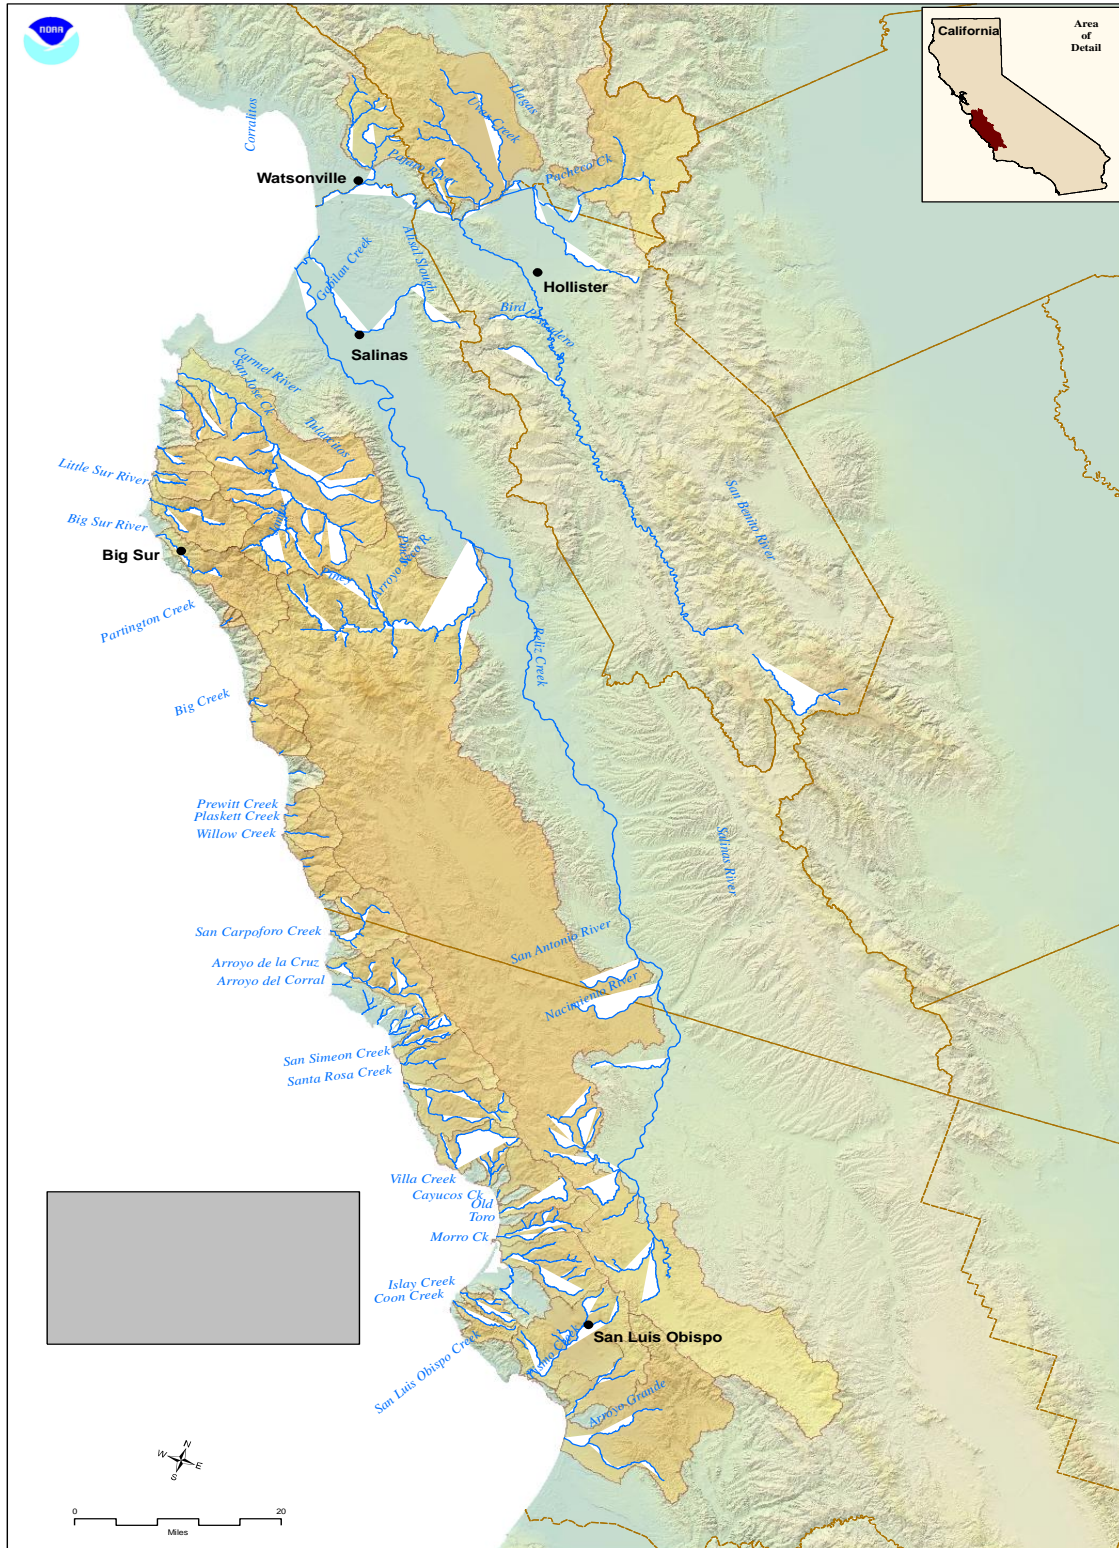 NOAA
California
Area
of
Detail
Corralitos
Uvas Creek
Llagas
Watsonville
Pajaro River
Pacheco Ck
Gabilan Creek
Alisal Slough
Hollister
Bird
Pescadero
Salinas
Carmel River
San Jose Ck
Tularcitos
Little Sur River
Big Sur River
Big Sur
Piney
Arroyo Seco R.
San Benito River
Partington Creek
Reliz Creek
Big Creek
Prewitt Creek
Plaskett Creek
Willow Creek
Salinas River
San Carpoforo Creek
San Antonio River
Arroyo de la Cruz
Arroyo del Corral
Nacimiento River
San Simeon Creek
Santa Rosa Creek
Villa Creek
Cayucos Ck
Old
Toro
Morro Ck
Islay Creek
Coon Creek
San Luis Obispo
San Luis Obispo Creek
Pismo Creek
Arroyo Grande
N
W
E
S
0
20
Miles